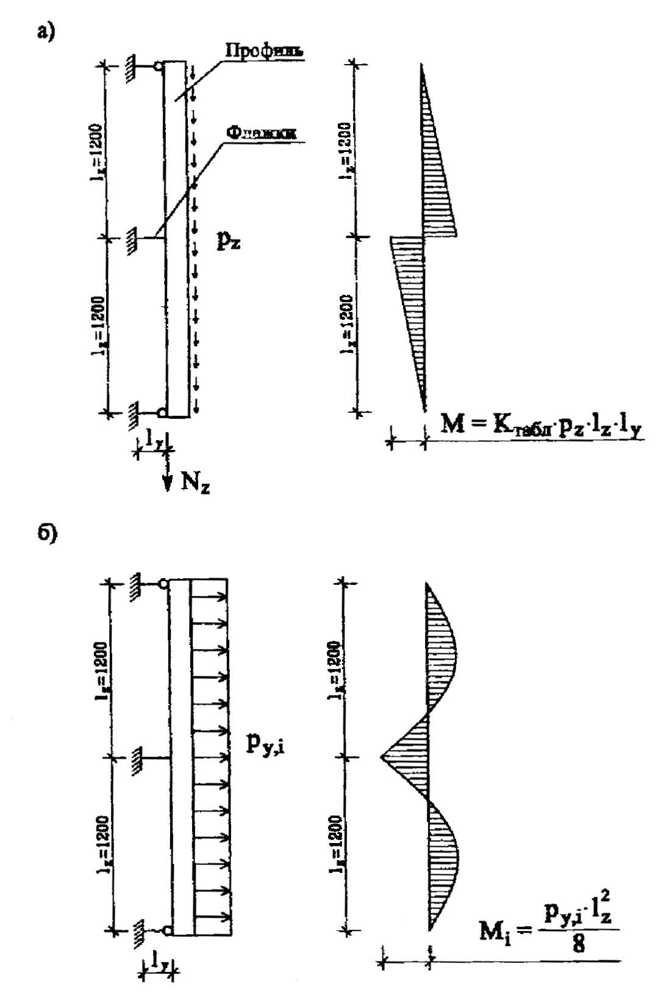 а)
Профиль
Флажки
l_z=1200
l_z=1200
l_z=1200
l_z=1200
p_z
M = K_табл·p_z·l_z·l_y
l_y
N_z
б)
l_z=1200
l_z=1200
l_z=1200
l_z=1200
p_y,i
M_i = p_y,i·l_z^2 / 8
l_y